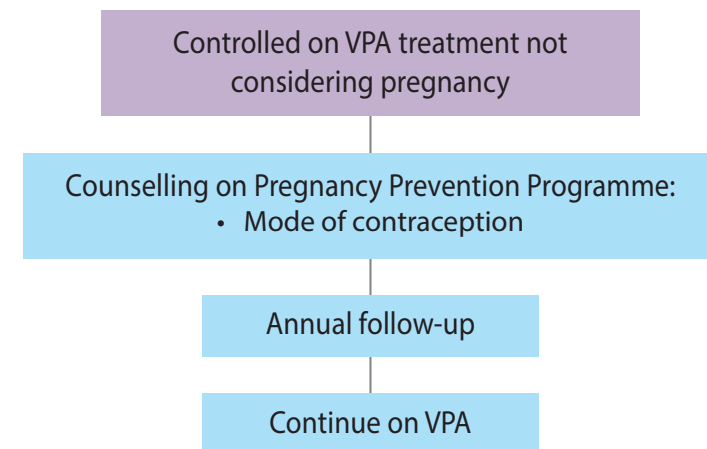 Controlled on VPA treatment not
considering pregnancy
Counselling on Pregnancy Prevention Programme:
• Mode of contraception
Annual follow-up
Continue on VPA